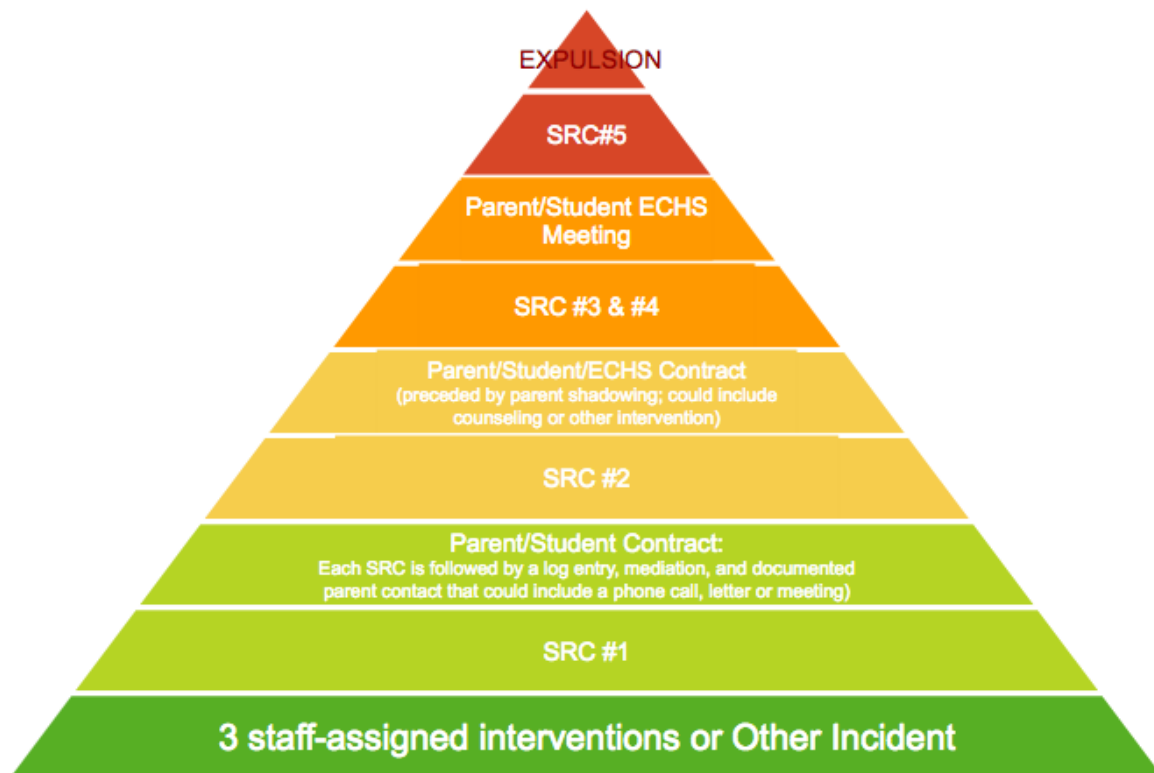 EXPULSION
SRC#5
Parent/Student ECHS
Meeting
SRC #3 & #4
Parent/Student/ECHS Contract
(preceded by parent shadowing; could include
counseling or other intervention)
SRC #2
Parent/Student Contract:
Each SRC is followed by a log entry, mediation, and documented
parent contact that could include a phone call, letter or meeting)
SRC #1
3 staff-assigned interventions or Other Incident